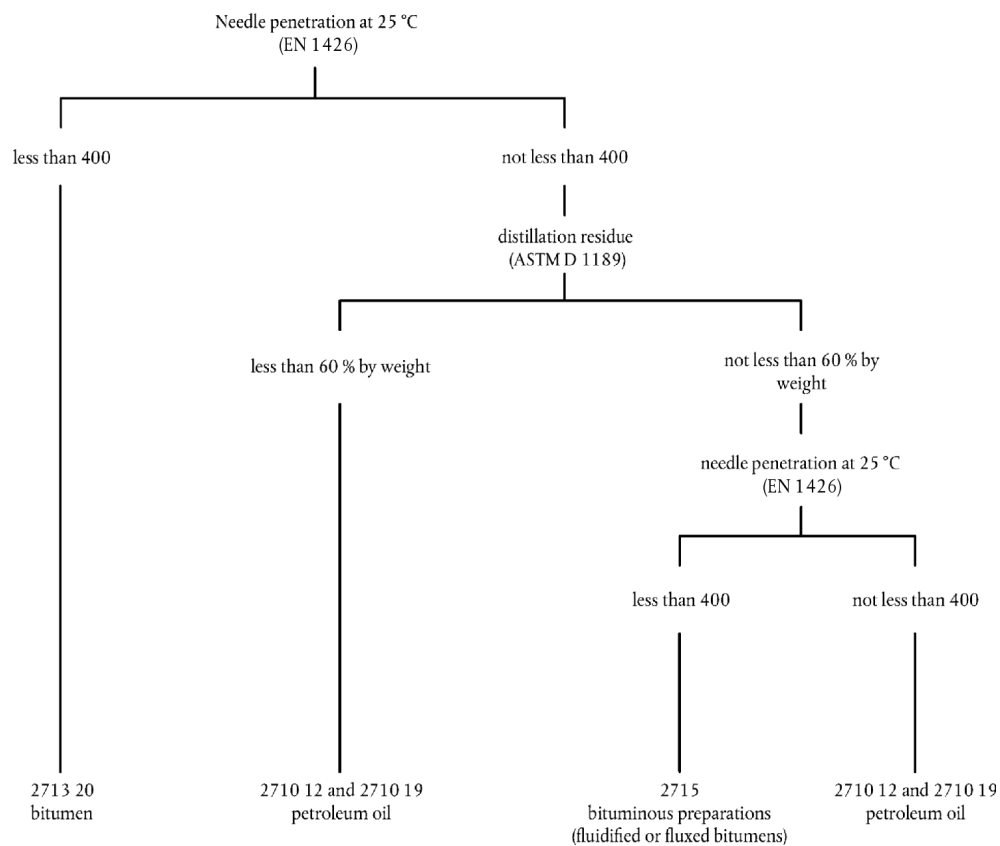 Needle penetration at 25 °C
(EN 1426)
less than 400
not less than 400
distillation residue
(ASTM D 1189)
less than 60 % by weight
not less than 60 % by
weight
needle penetration at 25 °C
(EN 1426)
less than 400
not less than 400
2713 20
bitumen
2710 12 and 2710 19
petroleum oil
2715
bituminous preparations
(fluidified or fluxed bitumens)
2710 12 and 2710 19
petroleum oil